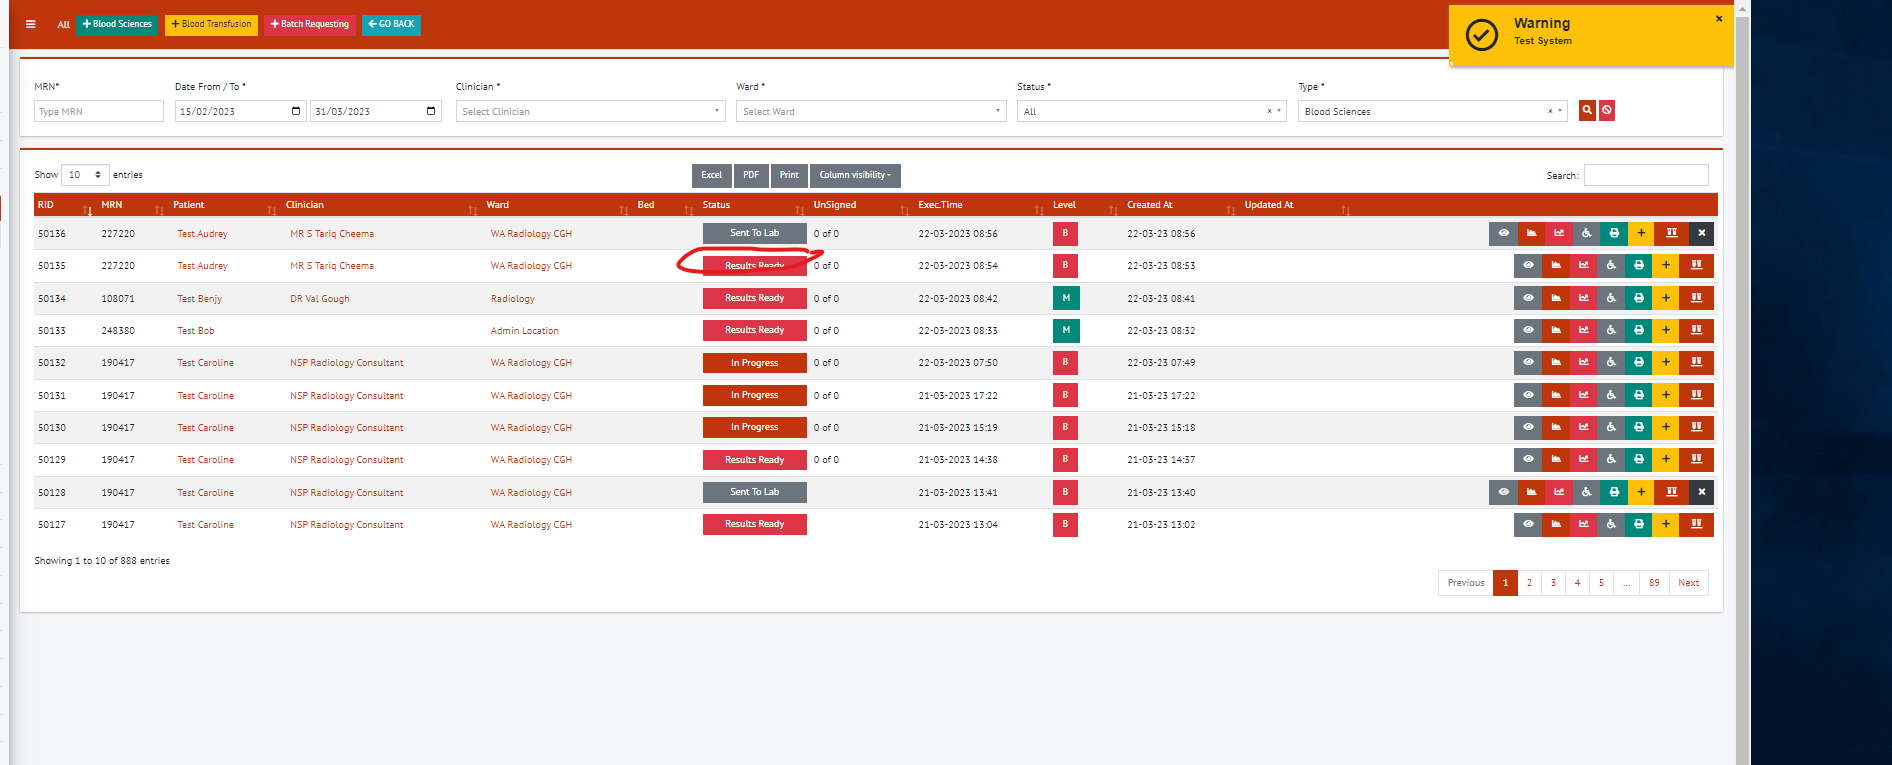 All + Blood Sciences + Blood Transfusion + Batch Requesting GO BACK
Warning
Test System
MRN* Date From / To * Clinician * Ward * Status * Type *
Type MRN 15/02/2023 31/03/2023 Select Clinician Select Ward All × Blood Sciences ×
Show 10 entries Excel PDF Print Column visibility Search:
RID MRN Patient Clinician Ward Bed Status UnSigned Exec.Time Level Created At Updated At
50136 227220 Test Audrey MR S Tariq Cheema WA Radiology CGH Sent To Lab 0 of 0 22-03-2023 08:56 B 22-03-23 08:56
50135 227220 Test Audrey MR S Tariq Cheema WA Radiology CGH Results Ready 0 of 0 22-03-2023 08:54 B 22-03-23 08:53
50134 108071 Test Benjy DR Val Gough Radiology Results Ready 0 of 0 22-03-2023 08:42 M 22-03-23 08:41
50133 248380 Test Bob Admin Location Results Ready 0 of 0 22-03-2023 08:33 M 22-03-23 08:32
50132 190417 Test Caroline NSP Radiology Consultant WA Radiology CGH In Progress 0 of 0 22-03-2023 07:50 B 22-03-23 07:49
50131 190417 Test Caroline NSP Radiology Consultant WA Radiology CGH In Progress 0 of 0 21-03-2023 17:22 B 21-03-23 17:22
50130 190417 Test Caroline NSP Radiology Consultant WA Radiology CGH In Progress 0 of 0 21-03-2023 15:19 B 21-03-23 15:18
50129 190417 Test Caroline NSP Radiology Consultant WA Radiology CGH Results Ready 0 of 0 21-03-2023 14:38 B 21-03-23 14:37
50128 190417 Test Caroline NSP Radiology Consultant WA Radiology CGH Sent To Lab 21-03-2023 13:41 B 21-03-23 13:40
50127 190417 Test Caroline NSP Radiology Consultant WA Radiology CGH Results Ready 21-03-2023 13:04 B 21-03-23 13:02
Showing 1 to 10 of 888 entries
Previous 1 2 3 4 5 ... 89 Next